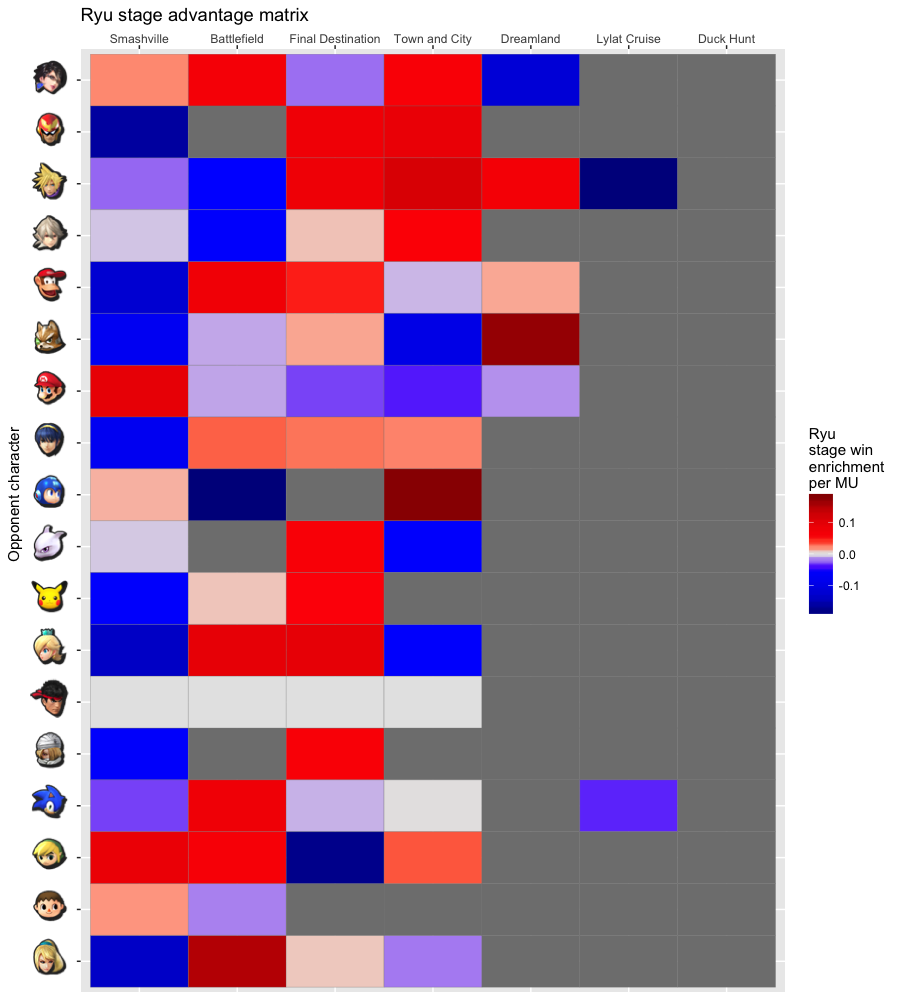 Ryu stage advantage matrix
Smashville Battlefield Final Destination Town and City Dreamland Lylat Cruise Duck Hunt
Opponent character
Ryu
stage win
enrichment
per MU
0.1
0.0
-0.1